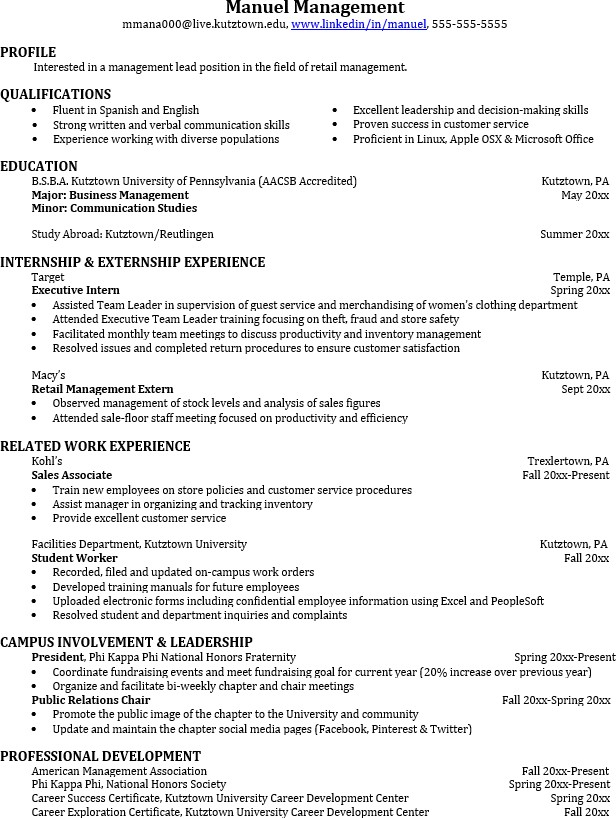 Manuel Management
mmana000@live.kutztown.edu, www.linkedin/in/manuel, 555-555-5555
PROFILE
Interested in a management lead position in the field of retail management.
QUALIFICATIONS
• Fluent in Spanish and English • Excellent leadership and decision-making skills
• Strong written and verbal communication skills • Proven success in customer service
• Experience working with diverse populations • Proficient in Linux, Apple OSX & Microsoft Office
EDUCATION
B.S.B.A. Kutztown University of Pennsylvania (AACSB Accredited) Kutztown, PA
Major: Business Management May 20xx
Minor: Communication Studies
Study Abroad: Kutztown/Reutlingen Summer 20xx
INTERNSHIP & EXTERNSHIP EXPERIENCE
Target Temple, PA
Executive Intern Spring 20xx
• Assisted Team Leader in supervision of guest service and merchandising of women's clothing department
• Attended Executive Team Leader training focusing on theft, fraud and store safety
• Facilitated monthly team meetings to discuss productivity and inventory management
• Resolved issues and completed return procedures to ensure customer satisfaction
Macy's Kutztown, PA
Retail Management Extern Sept 20xx
• Observed management of stock levels and analysis of sales figures
• Attended sale-floor staff meeting focused on productivity and efficiency
RELATED WORK EXPERIENCE
Kohl's Trexlertown, PA
Sales Associate Fall 20xx-Present
• Train new employees on store policies and customer service procedures
• Assist manager in organizing and tracking inventory
• Provide excellent customer service
Facilities Department, Kutztown University Kutztown, PA
Student Worker Fall 20xx
• Recorded, filed and updated on-campus work orders
• Developed training manuals for future employees
• Uploaded electronic forms including confidential employee information using Excel and PeopleSoft
• Resolved student and department inquiries and complaints
CAMPUS INVOLVEMENT & LEADERSHIP
President, Phi Kappa Phi National Honors Fraternity Spring 20xx-Present
• Coordinate fundraising events and meet fundraising goal for current year (20% increase over previous year)
• Organize and facilitate bi-weekly chapter and chair meetings
Public Relations Chair Fall 20xx-Spring 20xx
• Promote the public image of the chapter to the University and community
• Update and maintain the chapter social media pages (Facebook, Pinterest & Twitter)
PROFESSIONAL DEVELOPMENT
American Management Association Fall 20xx-Present
Phi Kappa Phi, National Honors Society Spring 20xx-Present
Career Success Certificate, Kutztown University Career Development Center Spring 20xx
Career Exploration Certificate, Kutztown University Career Development Center Fall 20xx